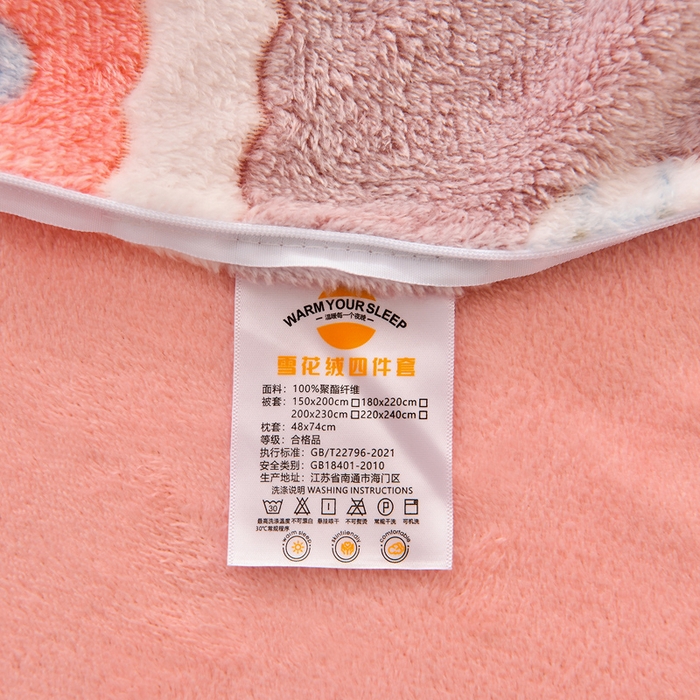 WARM YOUR SLEEP
温暖每一个夜晚
雪花绒四件套
面料：100%聚酯纤维
被套：150x200cm□180x220cm□
200x230cm□220x240cm□
枕套：48x74cm
等级：合格品
执行标准：GB/T22796-2021
安全类别：GB18401-2010
生产地址：江苏省南通市海门区
洗涤说明 WASHING INSTRUCTIONS
30 P
最高洗涤温度 不可漂白 悬挂晾干 不可熨烫 常规干洗 可机洗
30℃常规程序
warm sleep skinfriendly comfortable